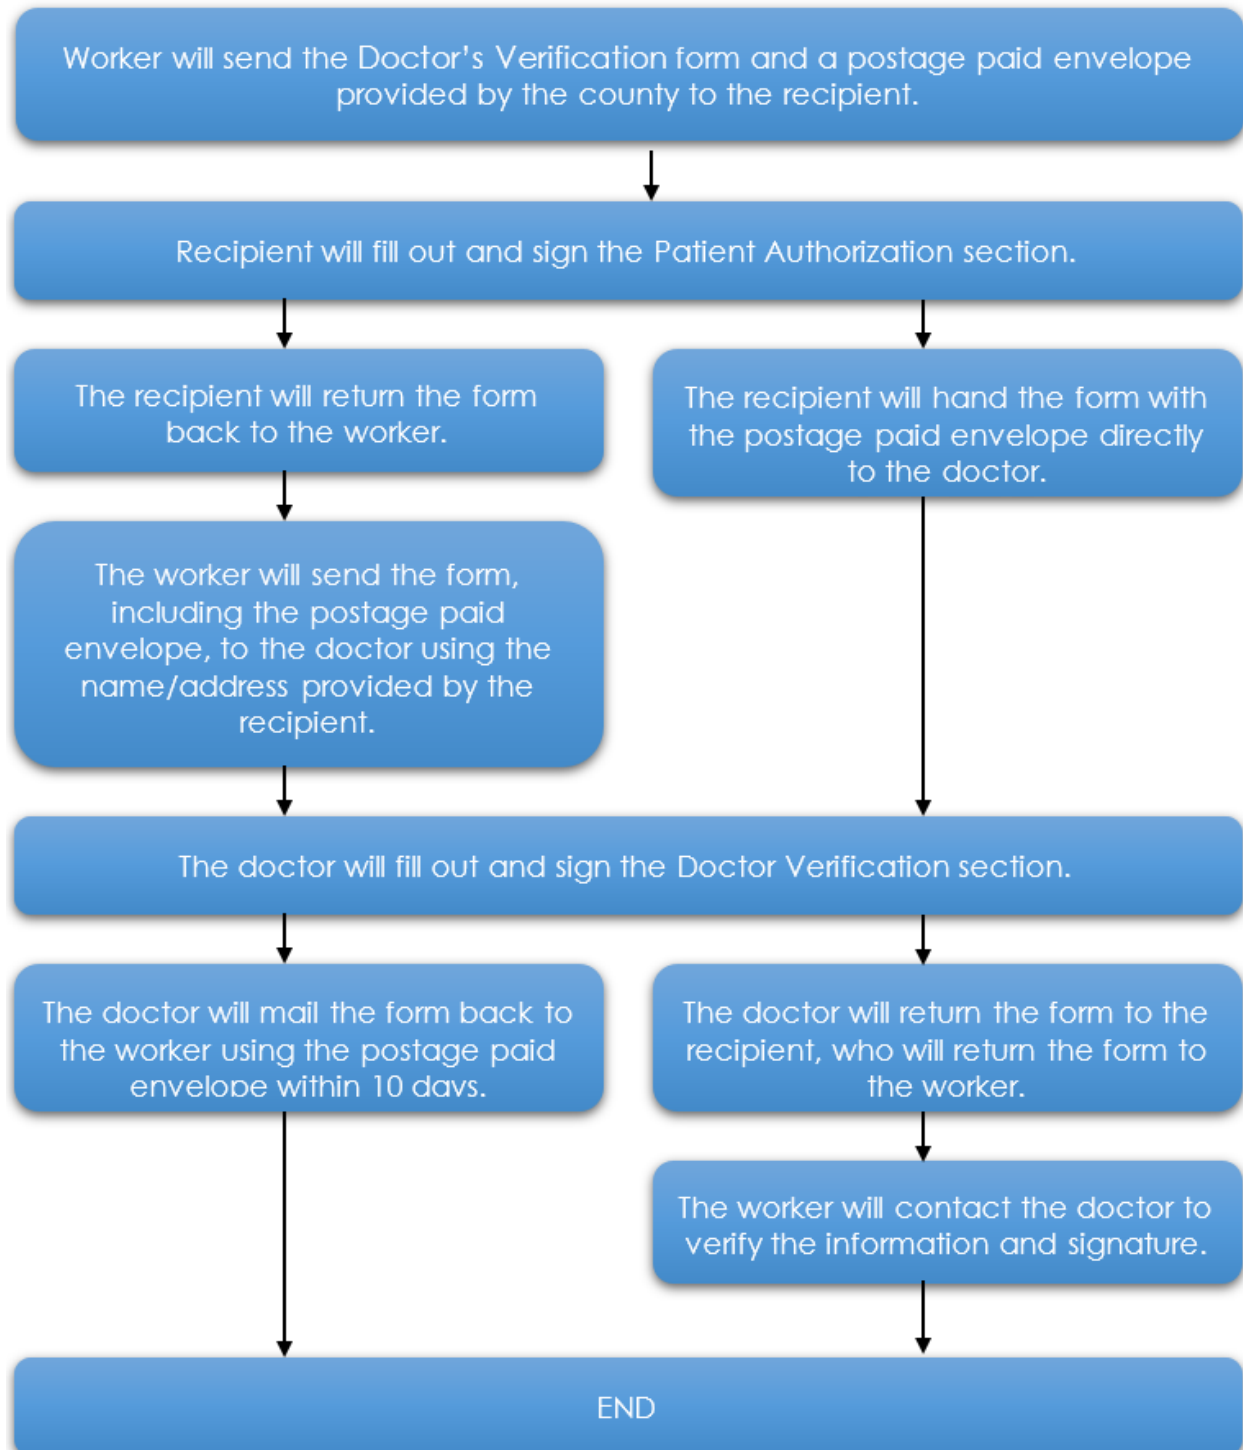 Worker will send the Doctor's Verification form and a postage paid envelope
provided by the county to the recipient.
Recipient will fill out and sign the Patient Authorization section.
The recipient will return the form
back to the worker.
The recipient will hand the form with
the postage paid envelope directly
to the doctor.
The worker will send the form,
including the postage paid
envelope, to the doctor using the
name/address provided by the
recipient.
The doctor will fill out and sign the Doctor Verification section.
The doctor will mail the form back to
the worker using the postage paid
envelope within 10 days.
The doctor will return the form to the
recipient, who will return the form to
the worker.
The worker will contact the doctor to
verify the information and signature.
END